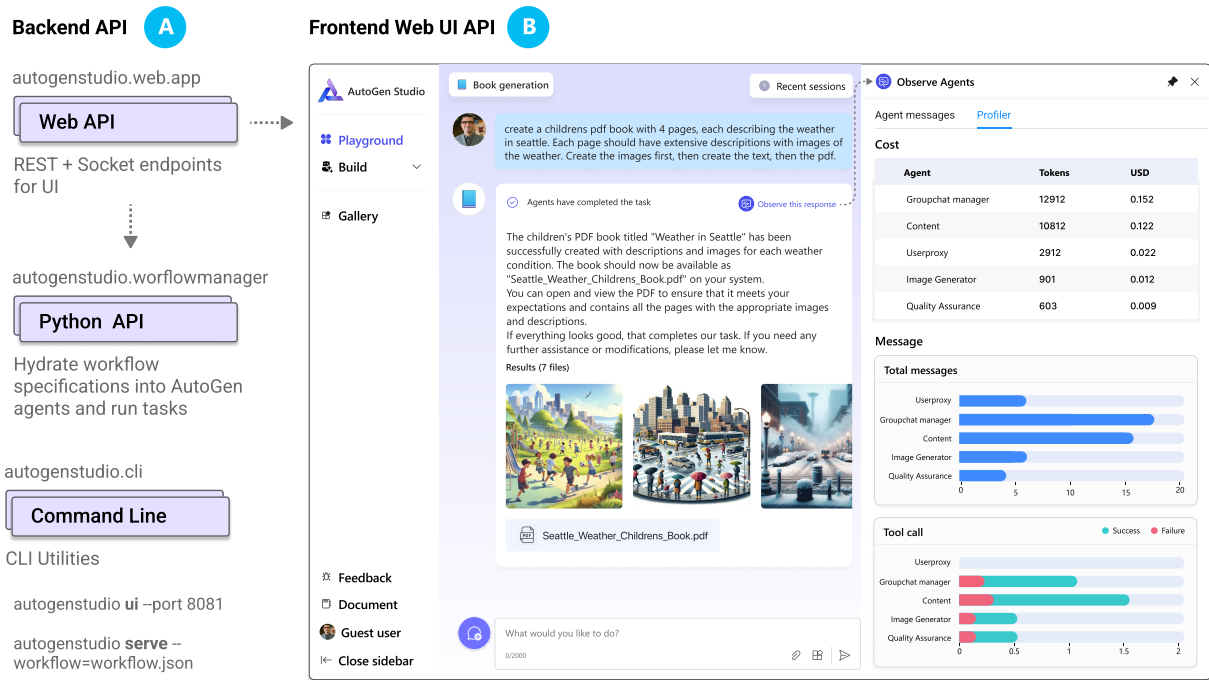 Backend API
A
autogenstudio.web.app
Web API
REST + Socket endpoints
for UI
autogenstudio.worflowmanager
Python API
Hydrate workflow
specifications into AutoGen
agents and run tasks
autogenstudio.cli
Command Line
CLI Utilities
autogenstudio ui --port 8081
autogenstudio serve --
workflow=workflow.json
Frontend Web UI API
B
AutoGen Studio
Playground
Build
Gallery
Feedback
Document
Guest user
Close sidebar
Book generation
Recent sessions
create a childrens pdf book with 4 pages, each describing the weather
in seattle. Each page should have extensive descripitions with images of
the weather. Create the images first, then create the text, then the pdf.
Agents have completed the task
Observe this response
The children's PDF book titled "Weather in Seattle" has been
successfully created with descriptions and images for each weather
condition. The book should now be available as
"Seattle_Weather_Childrens_Book.pdf" on your system.
You can open and view the PDF to ensure that it meets your
expectations and contains all the pages with the appropriate images
and descriptions.
If everything looks good, that completes our task. If you need any
further assistance or modifications, please let me know.
Results (7 files)
PDF
Seattle_Weather_Childrens_Book.pdf
What would you like to do?
0/2000
Observe Agents
Agent messages
Profiler
Cost
Agent Tokens USD
Groupchat manager 12912 0.152
Content 10812 0.122
Userproxy 2912 0.022
Image Generator 901 0.012
Quality Assurance 603 0.009
Message
Total messages
Userproxy
Groupchat manager
Content
Image Generator
Quality Assurance
0 5 10 15 20
Tool call
Success
Failure
Userproxy
Groupchat manager
Content
Image Generator
Quality Assurance
0 0.5 1 1.5 2